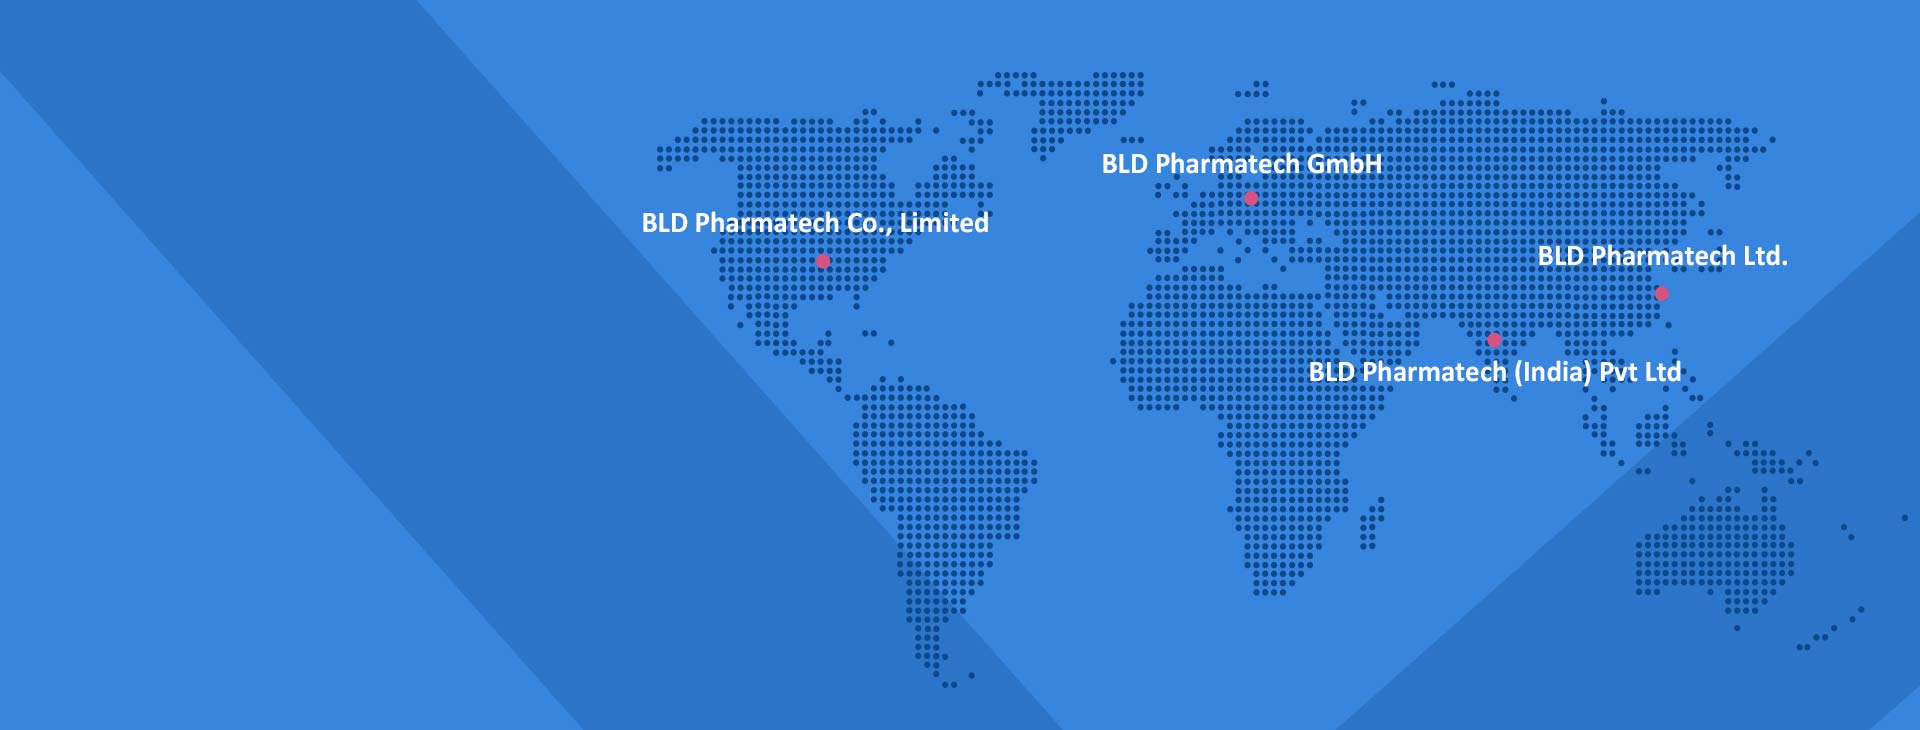 BLD Pharmatech GmbH
BLD Pharmatech Co., Limited
BLD Pharmatech Ltd.
BLD Pharmatech (India) Pvt Ltd